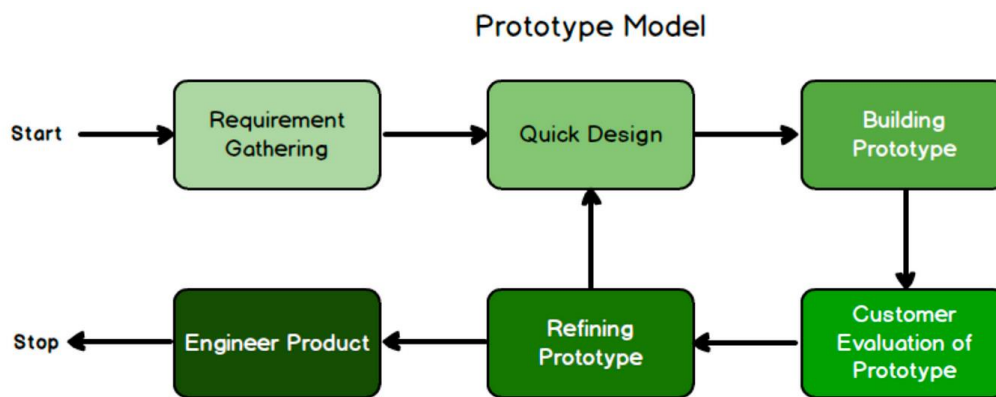 Prototype Model
Start
Requirement
Gathering
Quick Design
Building
Prototype
Stop
Engineer Product
Refining
Prototype
Customer
Evaluation of
Prototype